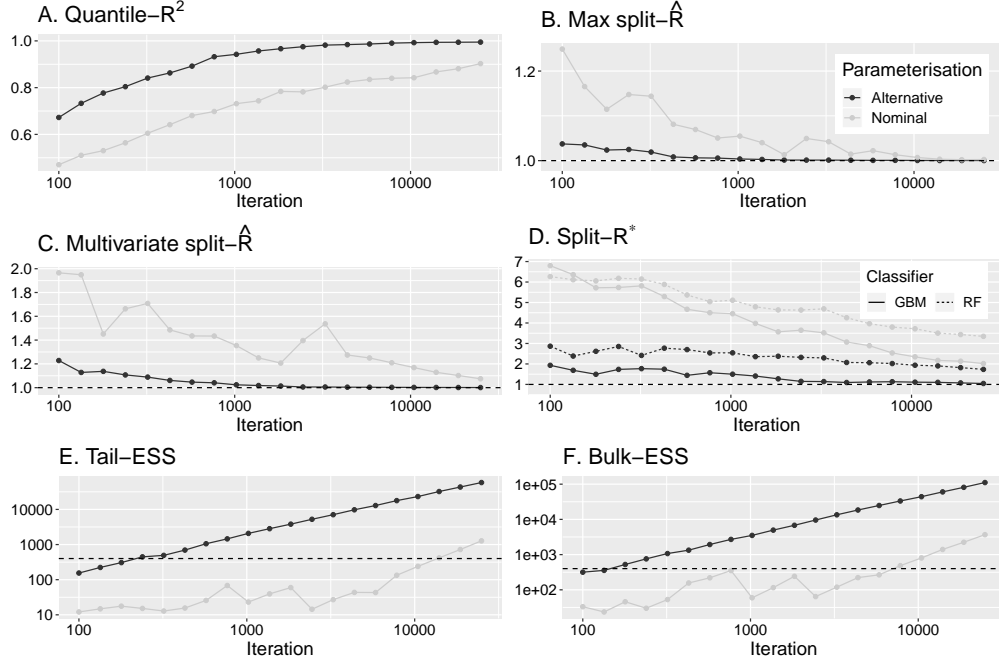 A. Quantile−R²
1.0
0.8
0.6
100
1000
10000
Iteration
B. Max split−R̂
1.2
1.0
Parameterisation
Alternative
Nominal
100
1000
10000
Iteration
C. Multivariate split−R̂
2.0
1.8
1.6
1.4
1.2
1.0
100
1000
10000
Iteration
D. Split−R*
7
6
5
4
3
2
1
Classifier
GBM
RF
100
1000
10000
Iteration
E. Tail−ESS
10000
1000
100
10
100
1000
10000
Iteration
F. Bulk−ESS
1e+05
1e+04
1e+03
1e+02
100
1000
10000
Iteration